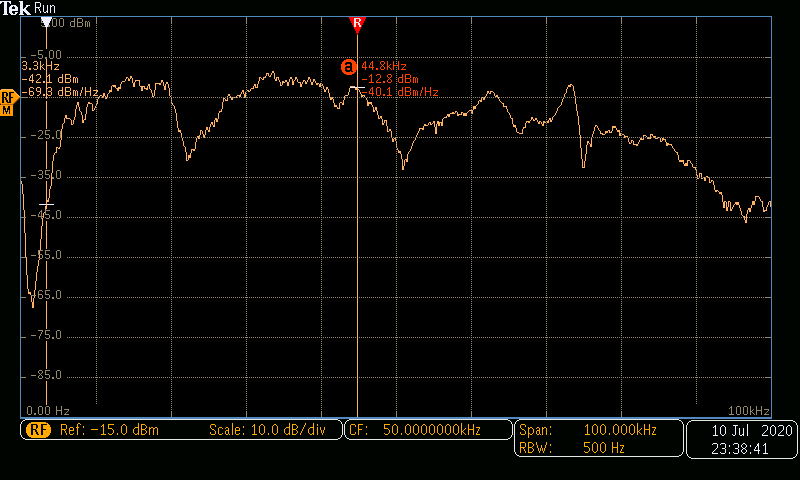 Tek Run
5.00 dBm
R
-5.00
3.3kHz
-42.1 dBm
-69.3 dBm/Hz
a 44.8kHz
-12.8 dBm
-40.1 dBm/Hz
RF
M
-25.0
-35.0
-45.0
-55.0
-65.0
-75.0
-85.0
0.00 Hz
100kHz
RF Ref: -15.0 dBm Scale: 10.0 dB/div
CF: 50.0000000kHz
Span: 100.000kHz
RBW: 500 Hz
10 Jul 2020
23:38:41